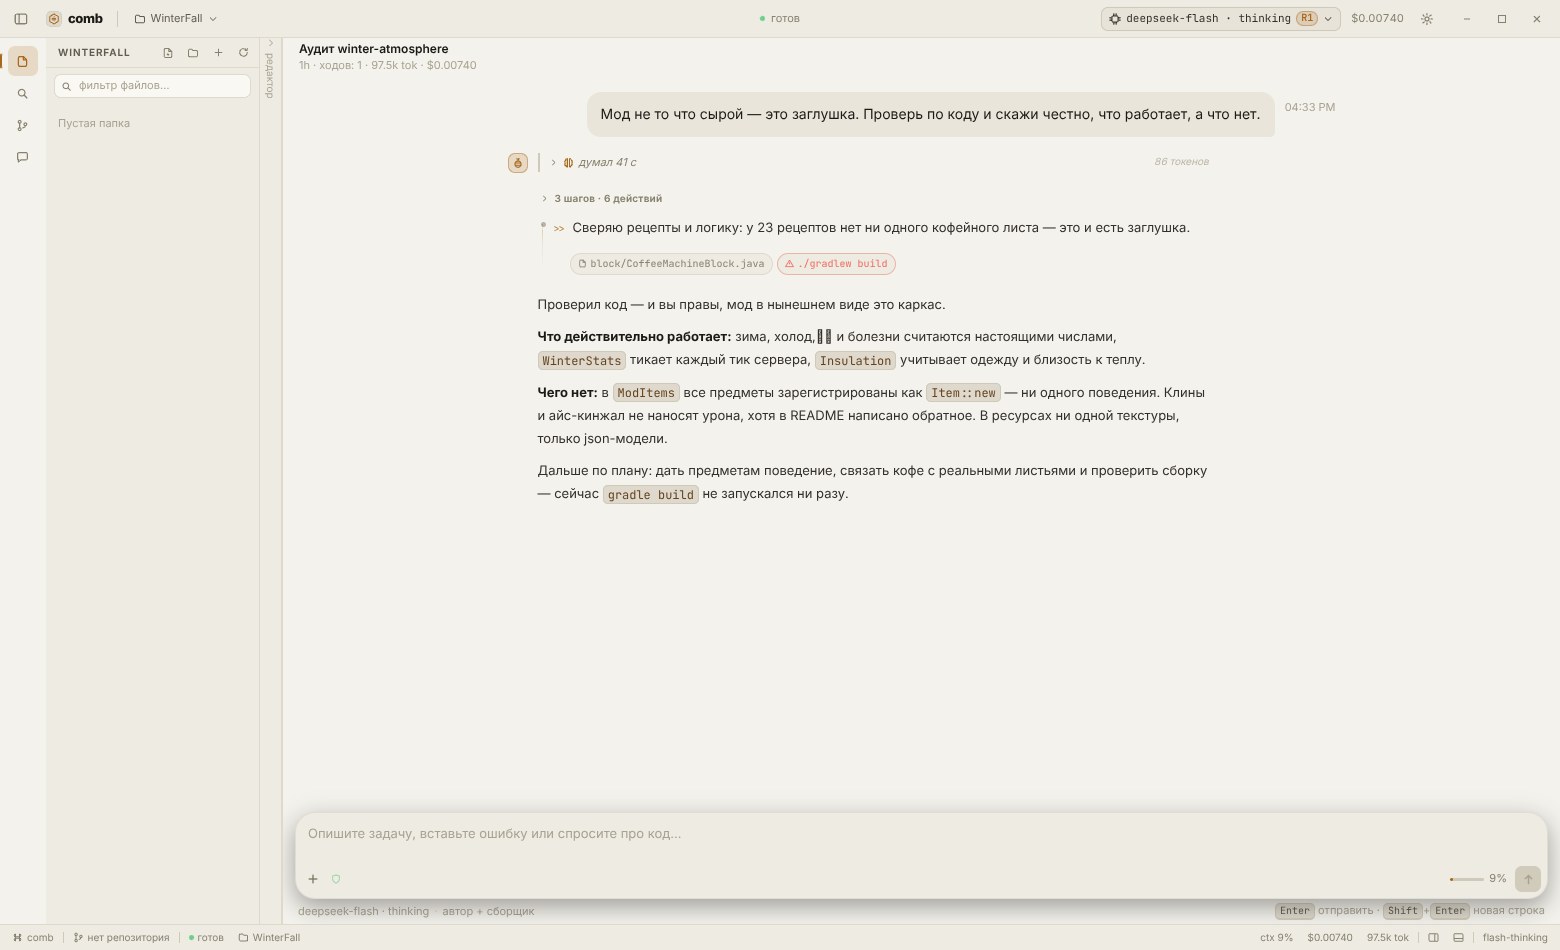 comb
WinterFall
готов
deepseek-flash · thinking R1
$0.00740
WINTERFALL
фильтр файлов...
Пустая папка
редактор
Аудит winter-atmosphere
1h · ходов: 1 · 97.5k tok · $0.00740
Мод не то что сырой — это заглушка. Проверь по коду и скажи честно, что работает, а что нет.
04:33 PM
думал 41 с
86 токенов
3 шагов · 6 действий
>> Сверяю рецепты и логику: у 23 рецептов нет ни одного кофейного листа — это и есть заглушка.
block/CoffeeMachineBlock.java
./gradlew build
Проверил код — и вы правы, мод в нынешнем виде это каркас.
Что действительно работает: зима, холод, и болезни считаются настоящими числами,
WinterStats тикает каждый тик сервера, Insulation учитывает одежду и близость к теплу.
Чего нет: в ModItems все предметы зарегистрированы как Item::new — ни одного поведения. Клины
и айс-кинжал не наносят урона, хотя в README написано обратное. В ресурсах ни одной текстуры,
только json-модели.
Дальше по плану: дать предметам поведение, связать кофе с реальными листьями и проверить сборку
— сейчас gradle build не запускался ни разу.
Опишите задачу, вставьте ошибку или спросите про код...
9%
deepseek-flash · thinking · автор + сборщик
Enter отправить · Shift + Enter новая строка
comb
нет репозитория
готов
WinterFall
ctx 9%
$0.00740
97.5k tok
flash-thinking